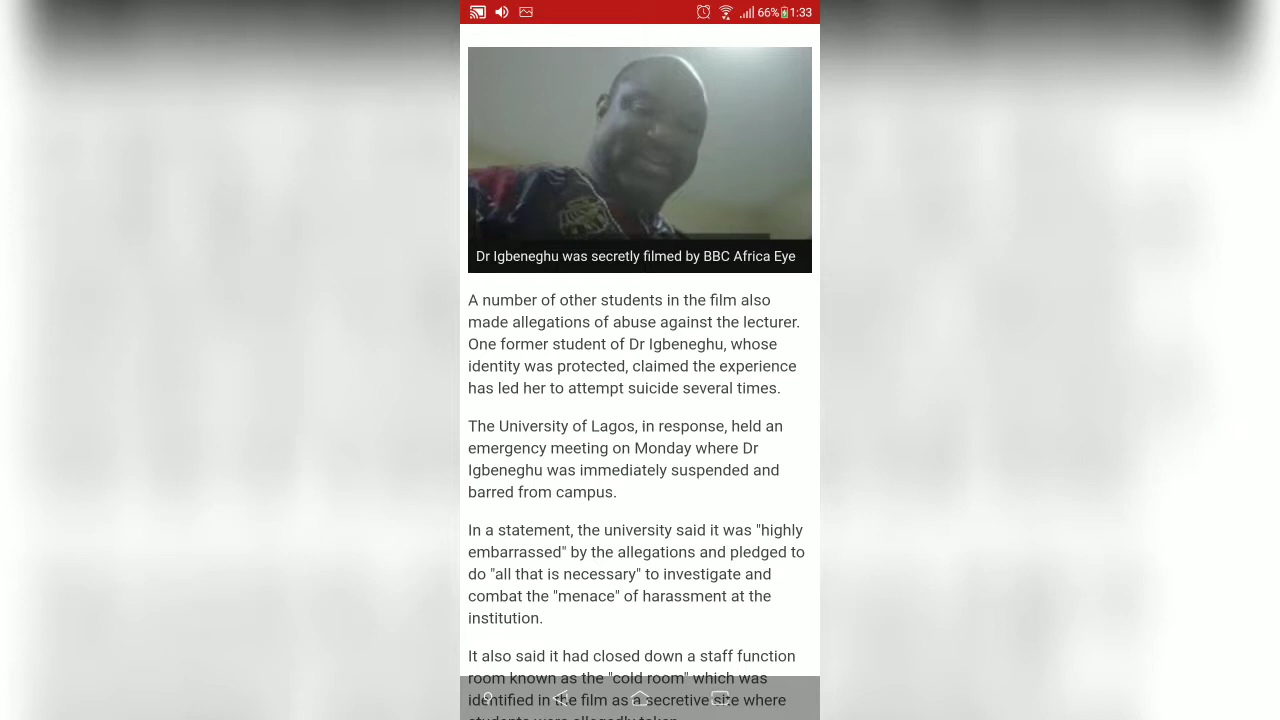 66% 1:33
Dr Igbeneghu was secretly filmed by BBC Africa Eye
A number of other students in the film also
made allegations of abuse against the lecturer.
One former student of Dr Igbeneghu, whose
identity was protected, claimed the experience
has led her to attempt suicide several times.
The University of Lagos, in response, held an
emergency meeting on Monday where Dr
Igbeneghu was immediately suspended and
barred from campus.
In a statement, the university said it was "highly
embarrassed" by the allegations and pledged to
do "all that is necessary" to investigate and
combat the "menace" of harassment at the
institution.
It also said it had closed down a staff function
room known as the "cold room" which was
identified in the film as a secretive site where
students were allegedly taken